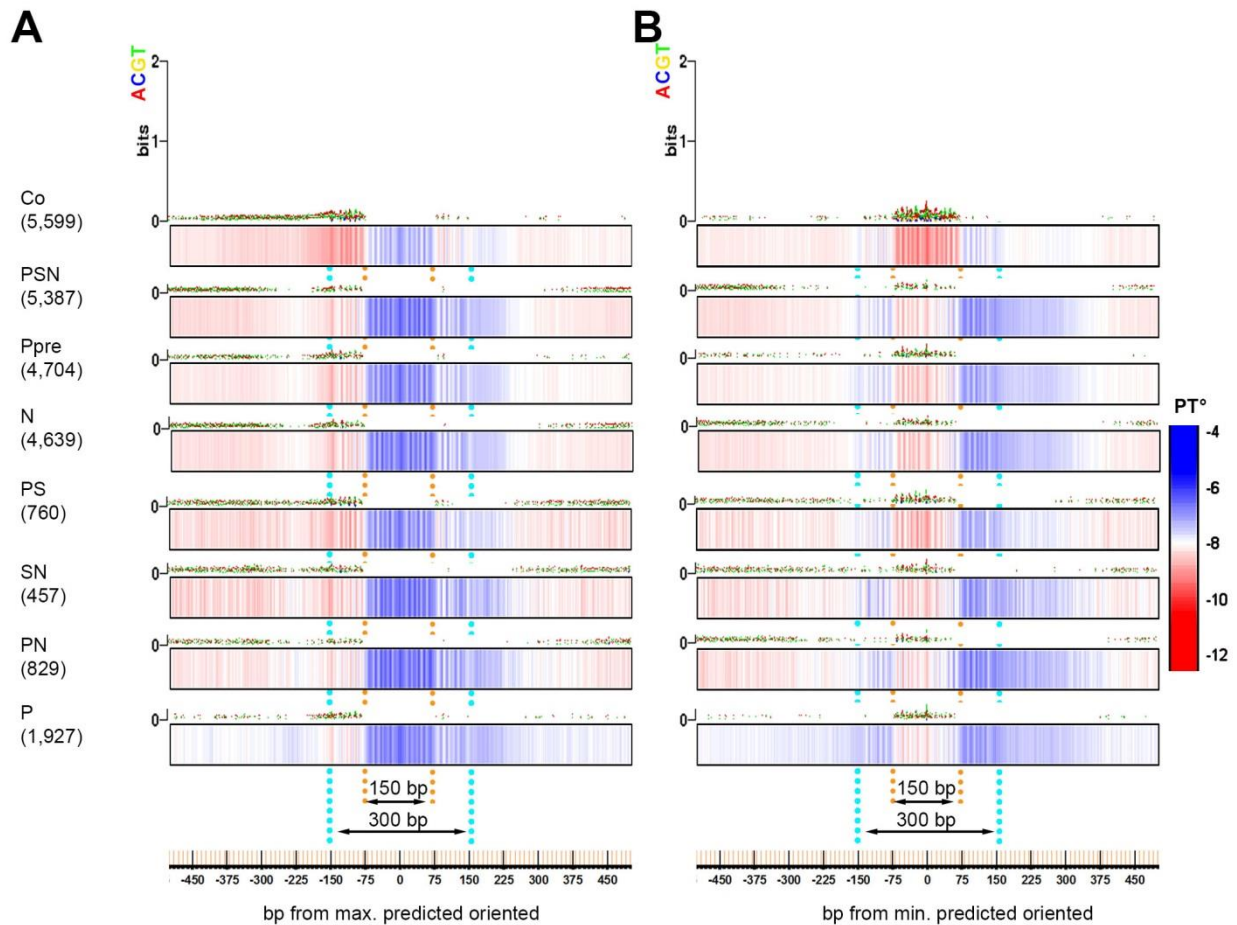 A
B
ACGT
bits
2
1
0
ACGT
bits
2
1
0
Co
(5,599)
PSN
(5,387)
0
0
Ppre
(4,704)
0
0
N
(4,639)
0
0
PS
(760)
0
0
SN
(457)
0
0
PN
(829)
0
0
P
(1,927)
0
0
PT°
-4
-6
-8
-10
-12
150 bp
300 bp
150 bp
300 bp
-450 -375 -300 -225 -150 -75 0 75 150 225 300 375 450
-450 -375 -300 -225 -150 -75 0 75 150 225 300 375 450
bp from max. predicted oriented
bp from min. predicted oriented